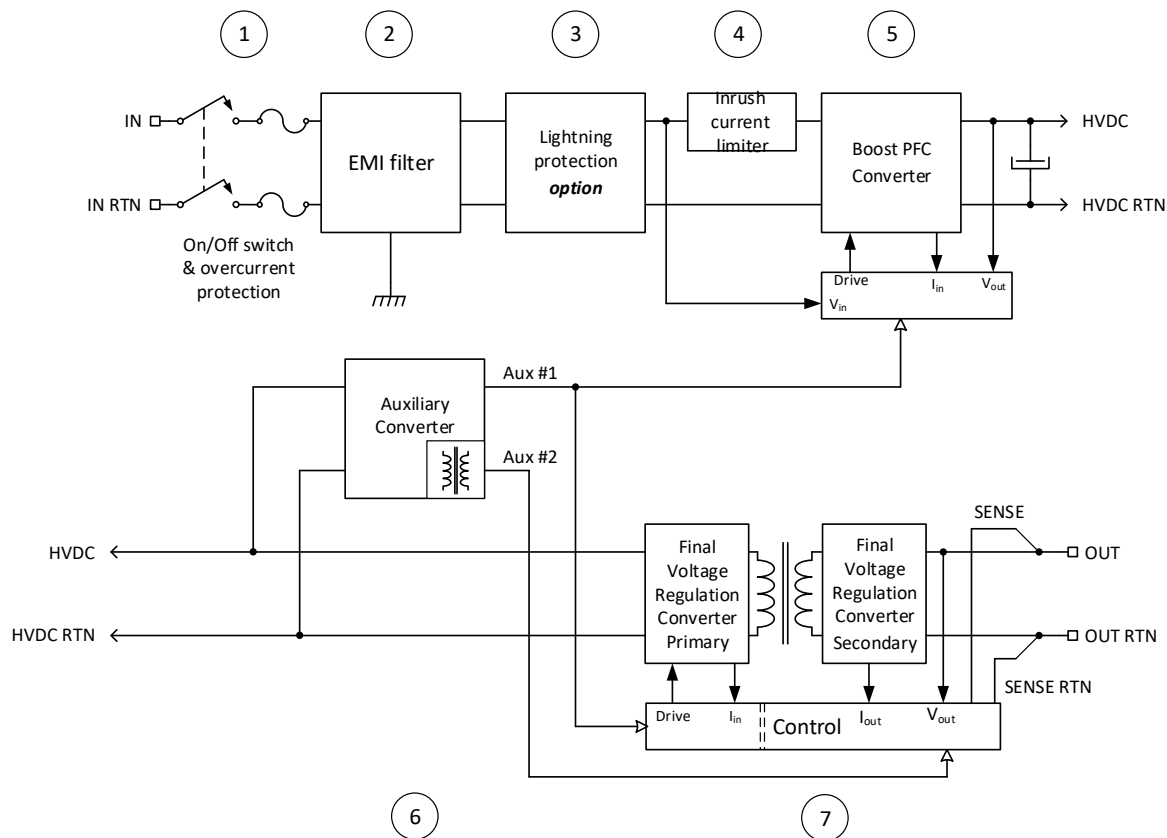 1
2
3
4
5
IN
IN RTN
On/Off switch
& overcurrent
protection
EMI filter
Lightning
protection
option
Inrush
current
limiter
Boost PFC
Converter
HVDC
HVDC RTN
Drive
Iin
Vout
Vin
Auxiliary
Converter
Aux #1
Aux #2
HVDC
HVDC RTN
Final
Voltage
Regulation
Converter
Primary
Final
Voltage
Regulation
Converter
Secondary
SENSE
OUT
OUT RTN
SENSE RTN
Drive
Iin
Control
Iout
Vout
6
7